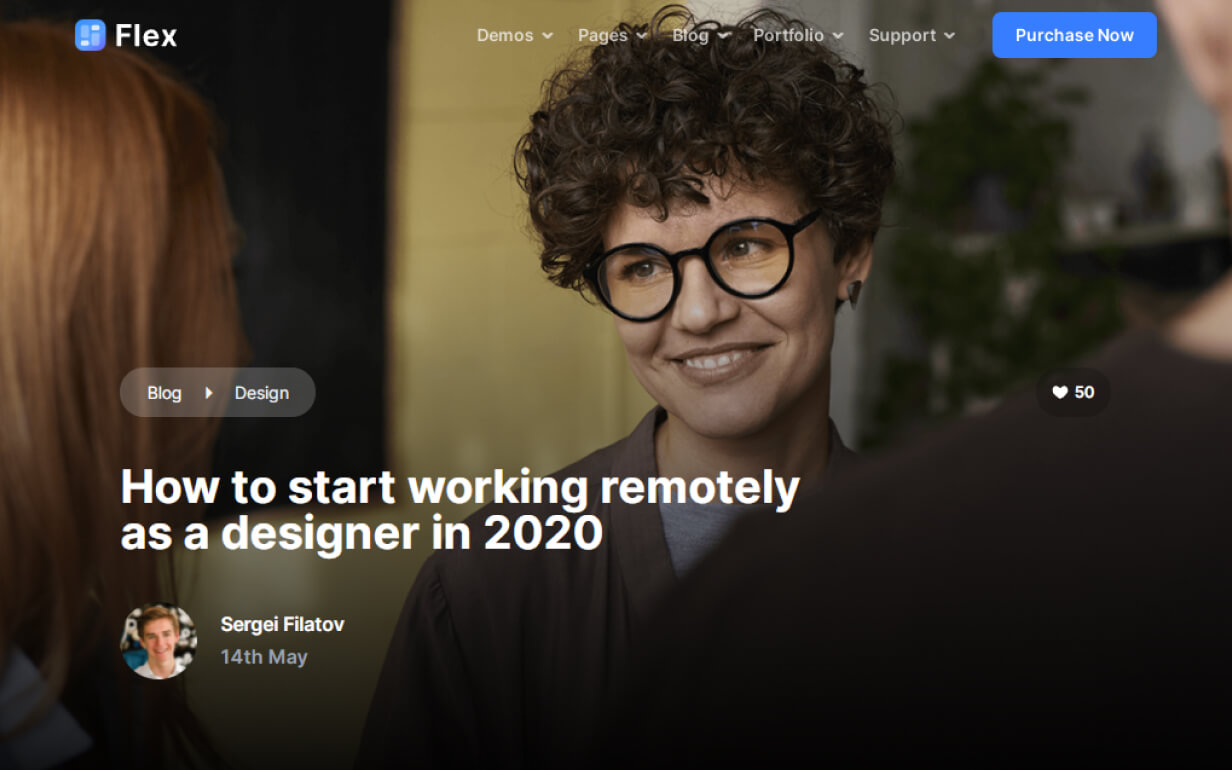 Flex
Demos Pages Blog Portfolio Support Purchase Now
Blog Design
50
How to start working remotely
as a designer in 2020
Sergei Filatov
14th May